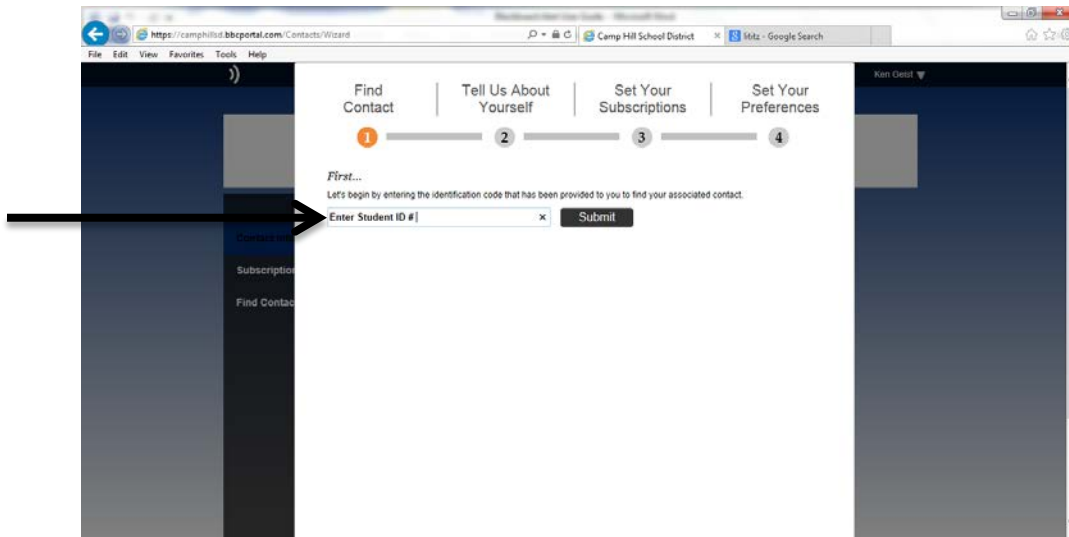 https://camphillsd.bbcportal.com/Contacts/Wizard
Camp Hill School District
Mitz - Google Search
File Edit View Favorites Tools Help
Ken Geist
Find Contact
Tell Us About Yourself
Set Your Subscriptions
Set Your Preferences
1 2 3 4
First...
Let's begin by entering the identification code that has been provided to you to find your associated contact.
Enter Student ID #
Submit
Subscription
Find Contac